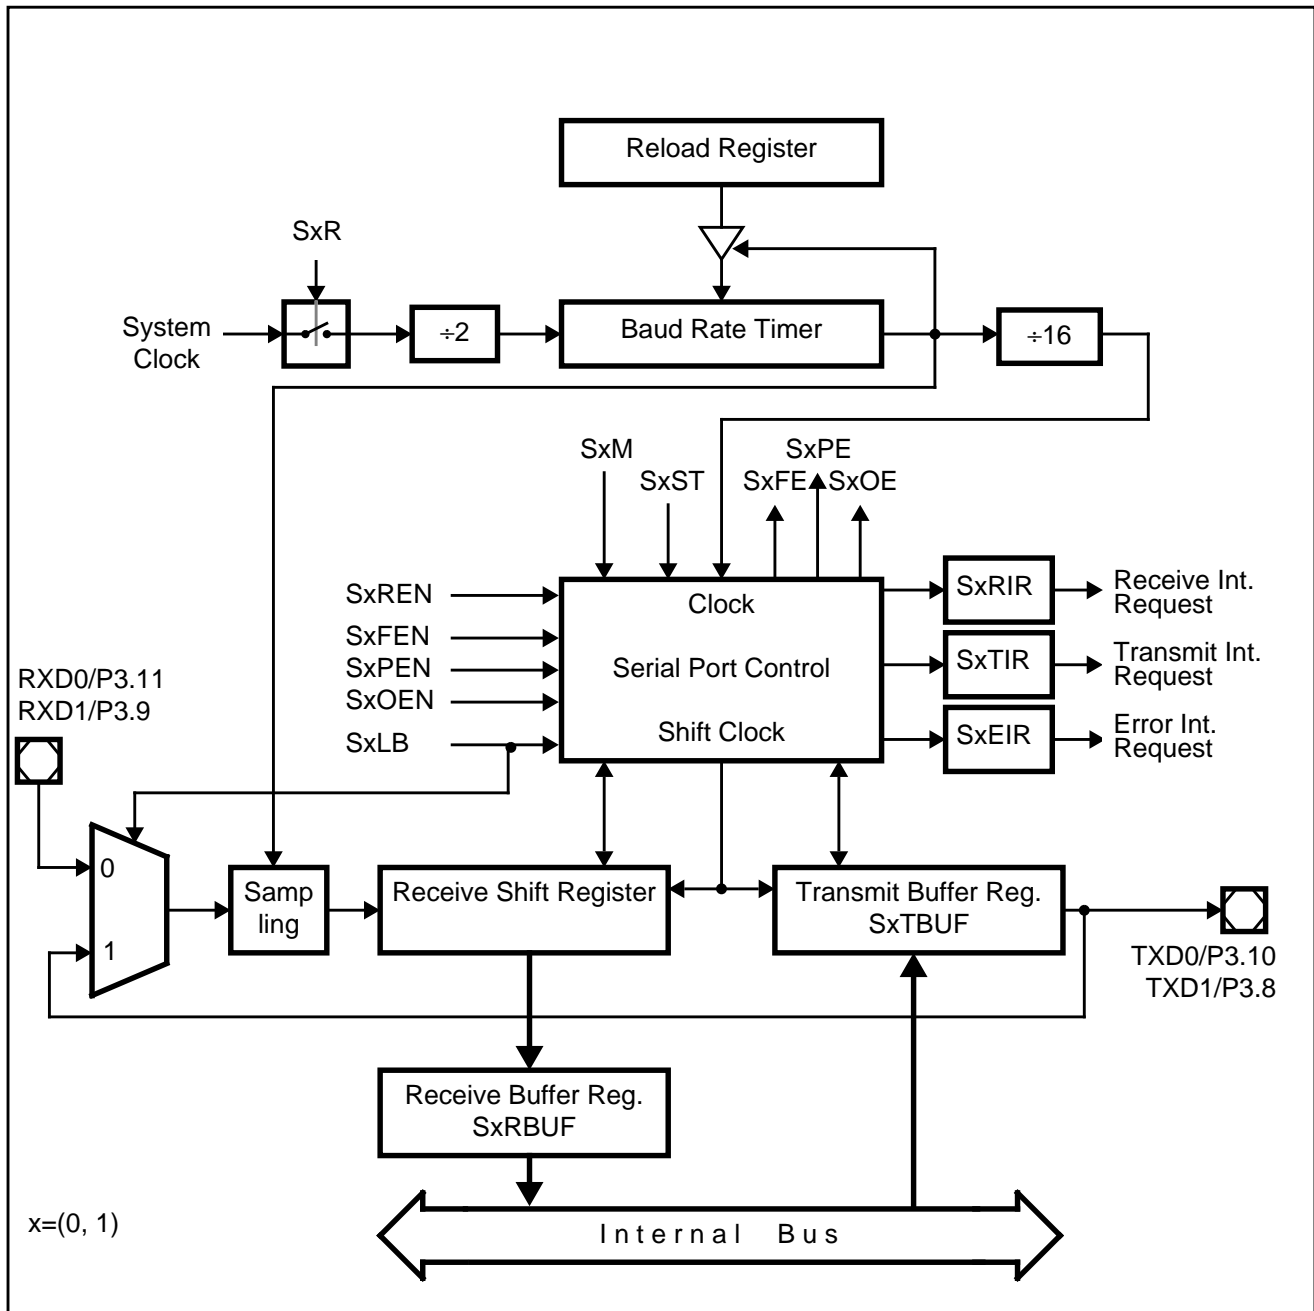 Reload Register
SxR
System
Clock
÷2
Baud Rate Timer
÷16
SxM
SxPE
SxST
SxFE
SxOE
SxREN
SxFEN
SxPEN
SxOEN
SxLB
Clock
Serial Port Control
Shift Clock
SxRIR
Receive Int.
Request
SxTIR
Transmit Int.
Request
SxEIR
Error Int.
Request
RXD0/P3.11
RXD1/P3.9
0
1
Samp
ling
Receive Shift Register
Transmit Buffer Reg.
SxTBUF
TXD0/P3.10
TXD1/P3.8
Receive Buffer Reg.
SxRBUF
x=(0, 1)
Internal Bus